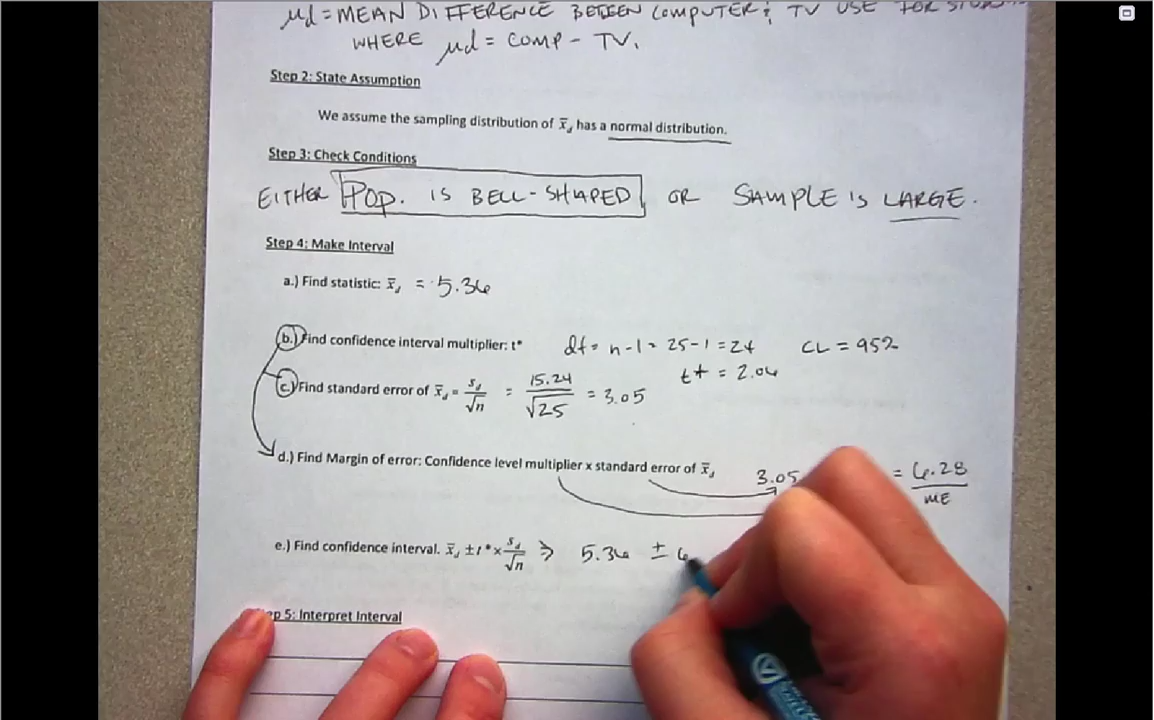 μd = MEAN DIFFERENCE BETEEN COMPUTER & TV USE FOR
WHERE μd = COMP - TV.
Step 2: State Assumption
We assume the sampling distribution of x̄d has a normal distribution.
Step 3: Check Conditions
EITHER POP. IS BELL-SHAPED OR SAMPLE IS LARGE.
Step 4: Make Interval
a.) Find statistic: x̄d = 5.36
b.) Find confidence interval multiplier: t* df = n-1 = 25-1 = 24 CL = 95%
t* = 2.06
c.) Find standard error of x̄d = sd/√n = 15.24/√25 = 3.05
d.) Find Margin of error: Confidence level multiplier x standard error of x̄d 3.05 = 6.28
ME
e.) Find confidence interval. x̄d ± t* × sd/√n ⇒ 5.36 ± 6
5: Interpret Interval